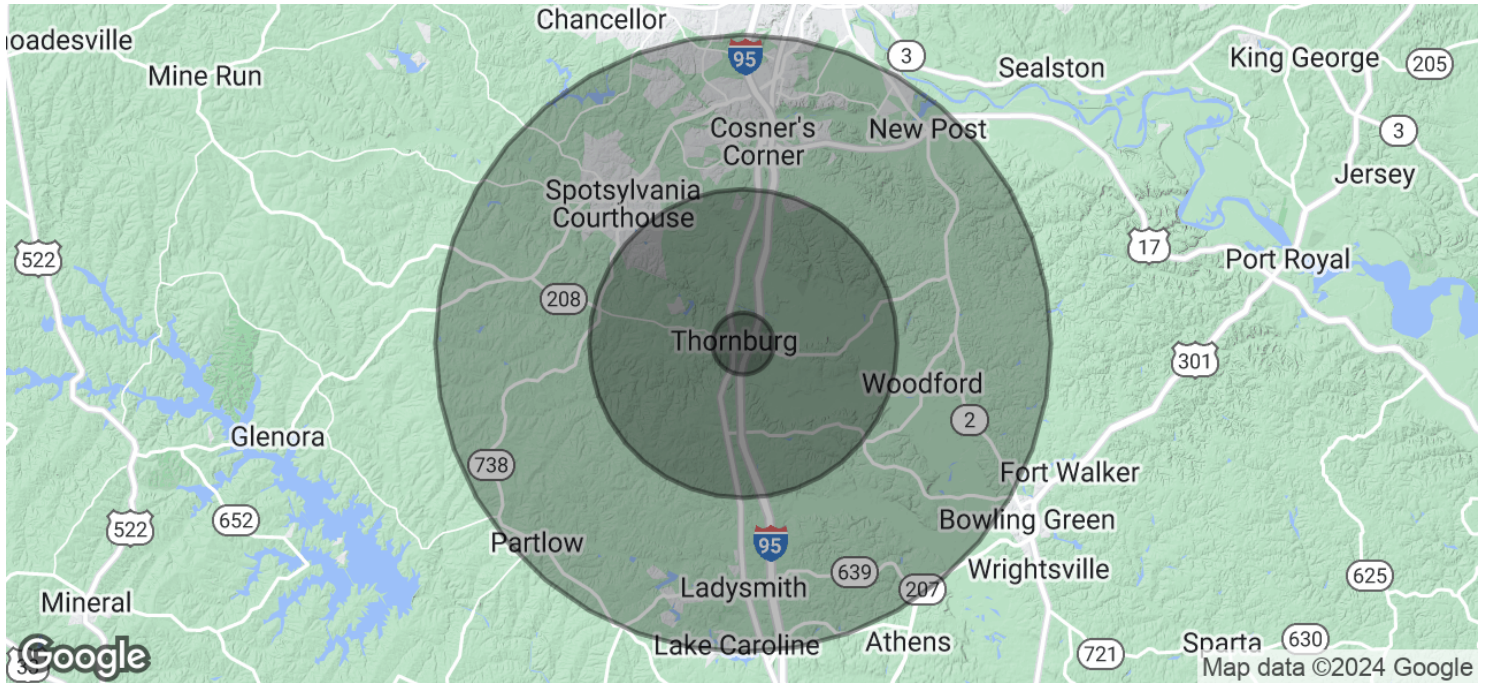 Chancellor
oadesville
95
3
King George
205
Mine Run
Sealston
Cosner's
Corner
New Post
3
Spotsylvania
Courthouse
Jersey
522
17
Port Royal
208
Thornburg
301
Woodford
2
Glenora
738
Fort Walker
522
652
Bowling Green
Partlow
95
639
Wrightsville
625
Ladysmith
207
Mineral
Lake Caroline
Athens
721
Sparta
630
Google
Map data ©2024 Google